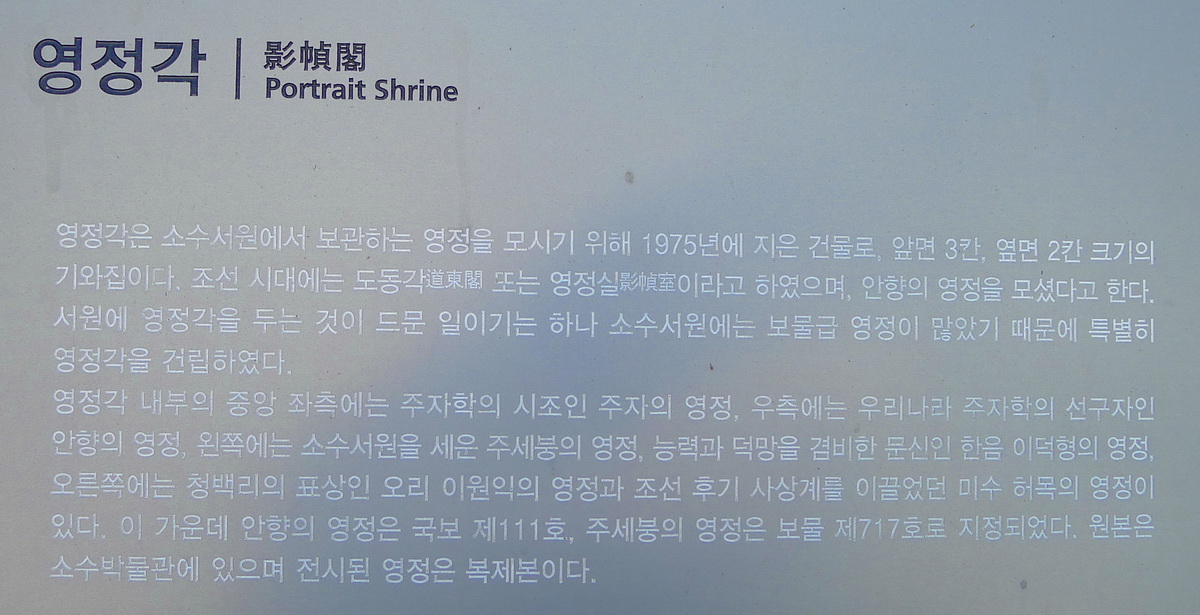 영정각
影幀閣
Portrait Shrine
영정각은 소수서원에서 보관하는 영정을 모시기 위해 1975년에 지은 건물로, 앞면 3칸, 옆면 2칸 크기의
기와집이다. 조선 시대에는 도동각道東閣 또는 영정실影幀室이라고 하였으며, 안향의 영정을 모셨다고 한다.
서원에 영정각을 두는 것이 드문 일이기는 하나 소수서원에는 보물급 영정이 많았기 때문에 특별히
영정각을 건립하였다.
영정각 내부의 중앙 좌측에는 주자학의 시조인 주자의 영정, 우측에는 우리나라 주자학의 선구자인
안향의 영정, 왼쪽에는 소수서원을 세운 주세붕의 영정, 능력과 덕망을 겸비한 문신인 한음 이덕형의 영정,
오른쪽에는 청백리의 표상인 오리 이원익의 영정과 조선 후기 사상계를 이끌었던 미수 허목의 영정이
있다. 이 가운데 안향의 영정은 국보 제111호, 주세붕의 영정은 보물 제717호로 지정되었다. 원본은
소수박물관에 있으며 전시된 영정은 복제본이다.